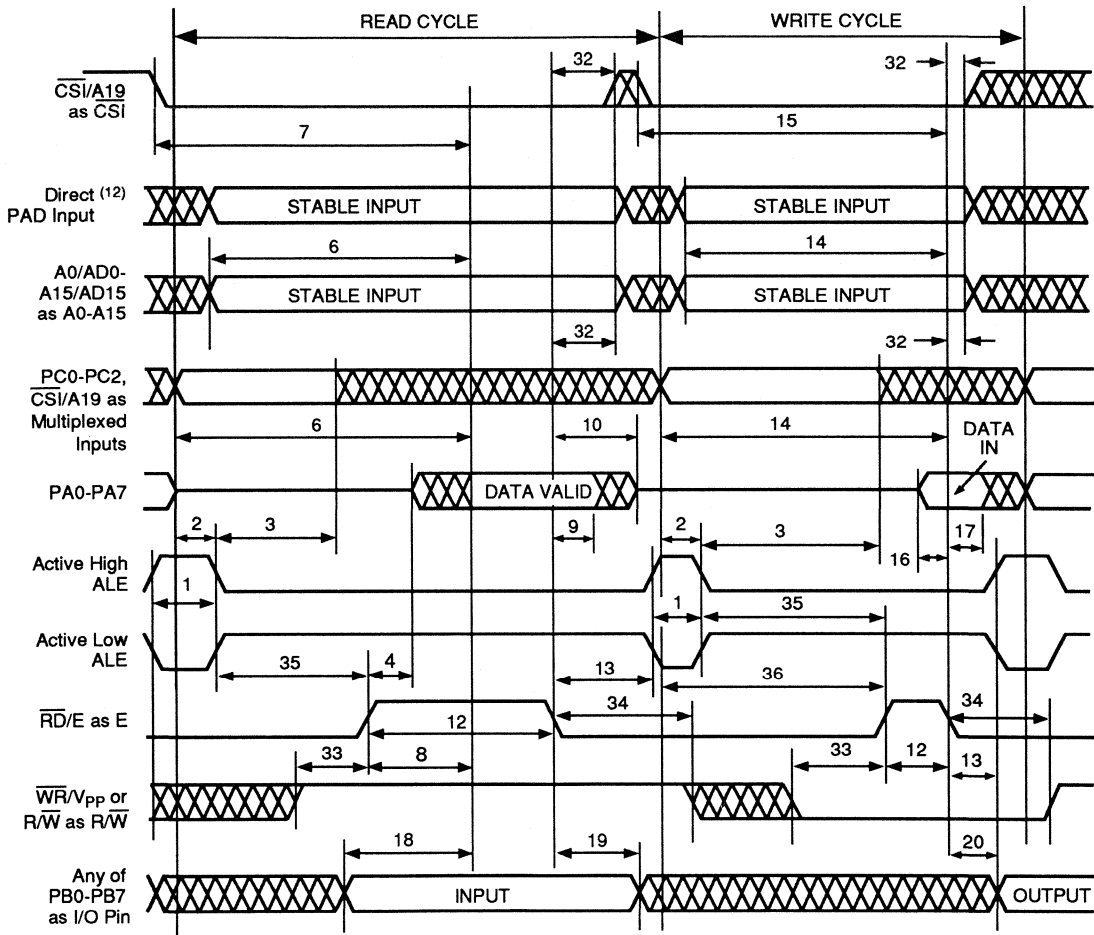 READ CYCLE WRITE CYCLE
32 32
CSI/A19
as CSI
7 15
Direct (12)
PAD Input
STABLE INPUT STABLE INPUT
6 14
A0/AD0-
A15/AD15
as A0-A15
STABLE INPUT STABLE INPUT
32 32
PC0-PC2,
CSI/A19 as
Multiplexed
Inputs
6 10 14
DATA
IN
PA0-PA7
DATA VALID
2 3 9 2 3 16 17
Active High
ALE
1 1 35
Active Low
ALE
35 4 13 36
RD/E as E
12 34 34
33 8 33 12 13
WR/VPP or
R/W as R/W
18 19 20
Any of
PB0-PB7
as I/O Pin
INPUT OUTPUT